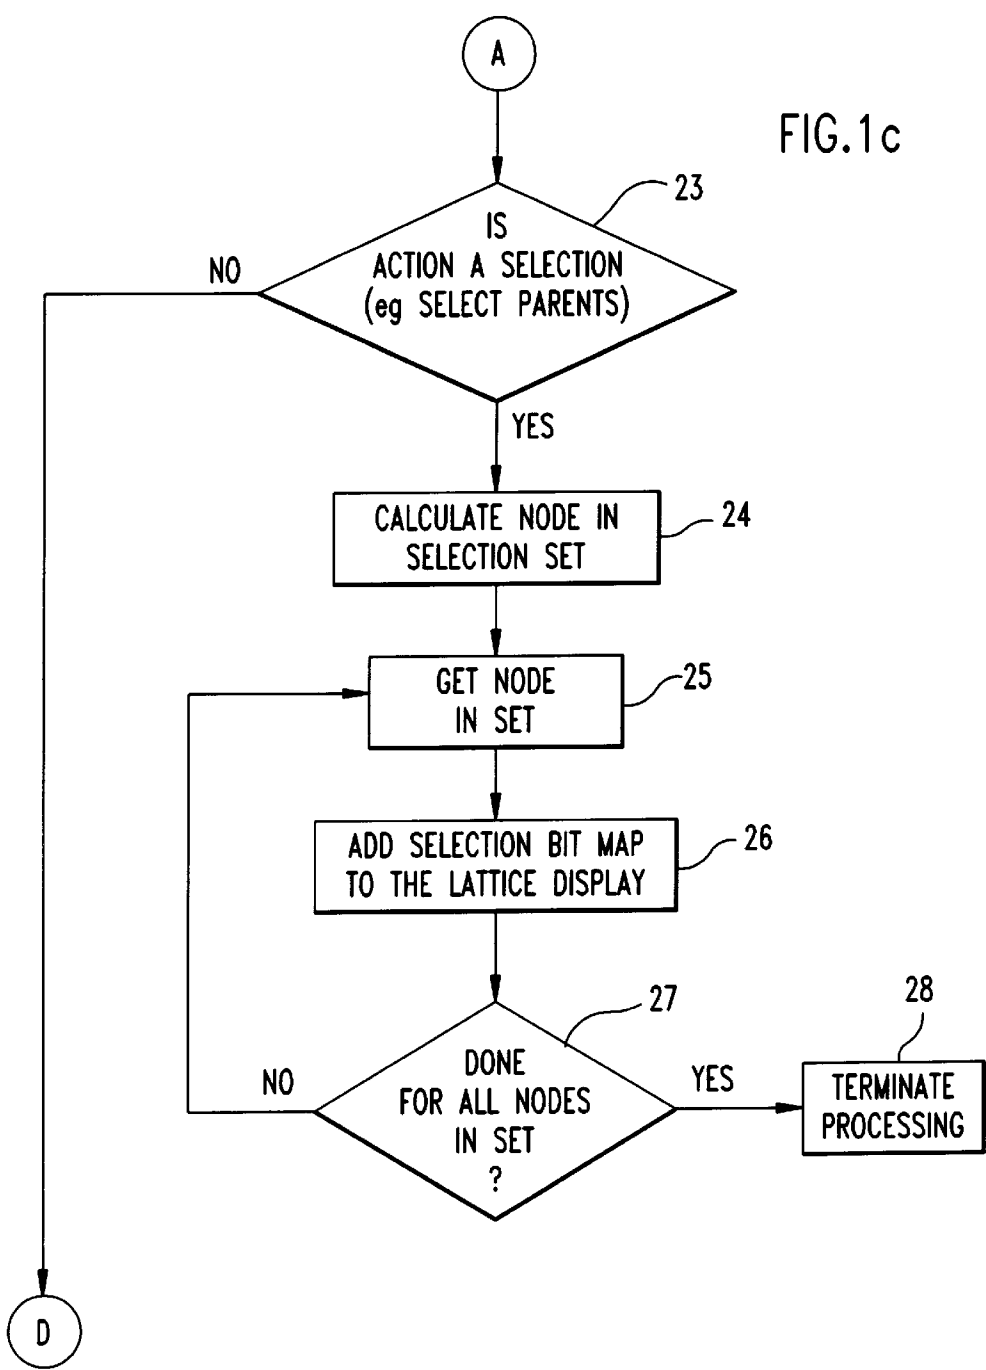 A
FIG.1c
23
IS
ACTION A SELECTION
(eg SELECT PARENTS)
NO
YES
CALCULATE NODE IN
SELECTION SET
24
GET NODE
IN SET
25
ADD SELECTION BIT MAP
TO THE LATTICE DISPLAY
26
27
DONE
FOR ALL NODES
IN SET
?
NO
YES
28
TERMINATE
PROCESSING
D